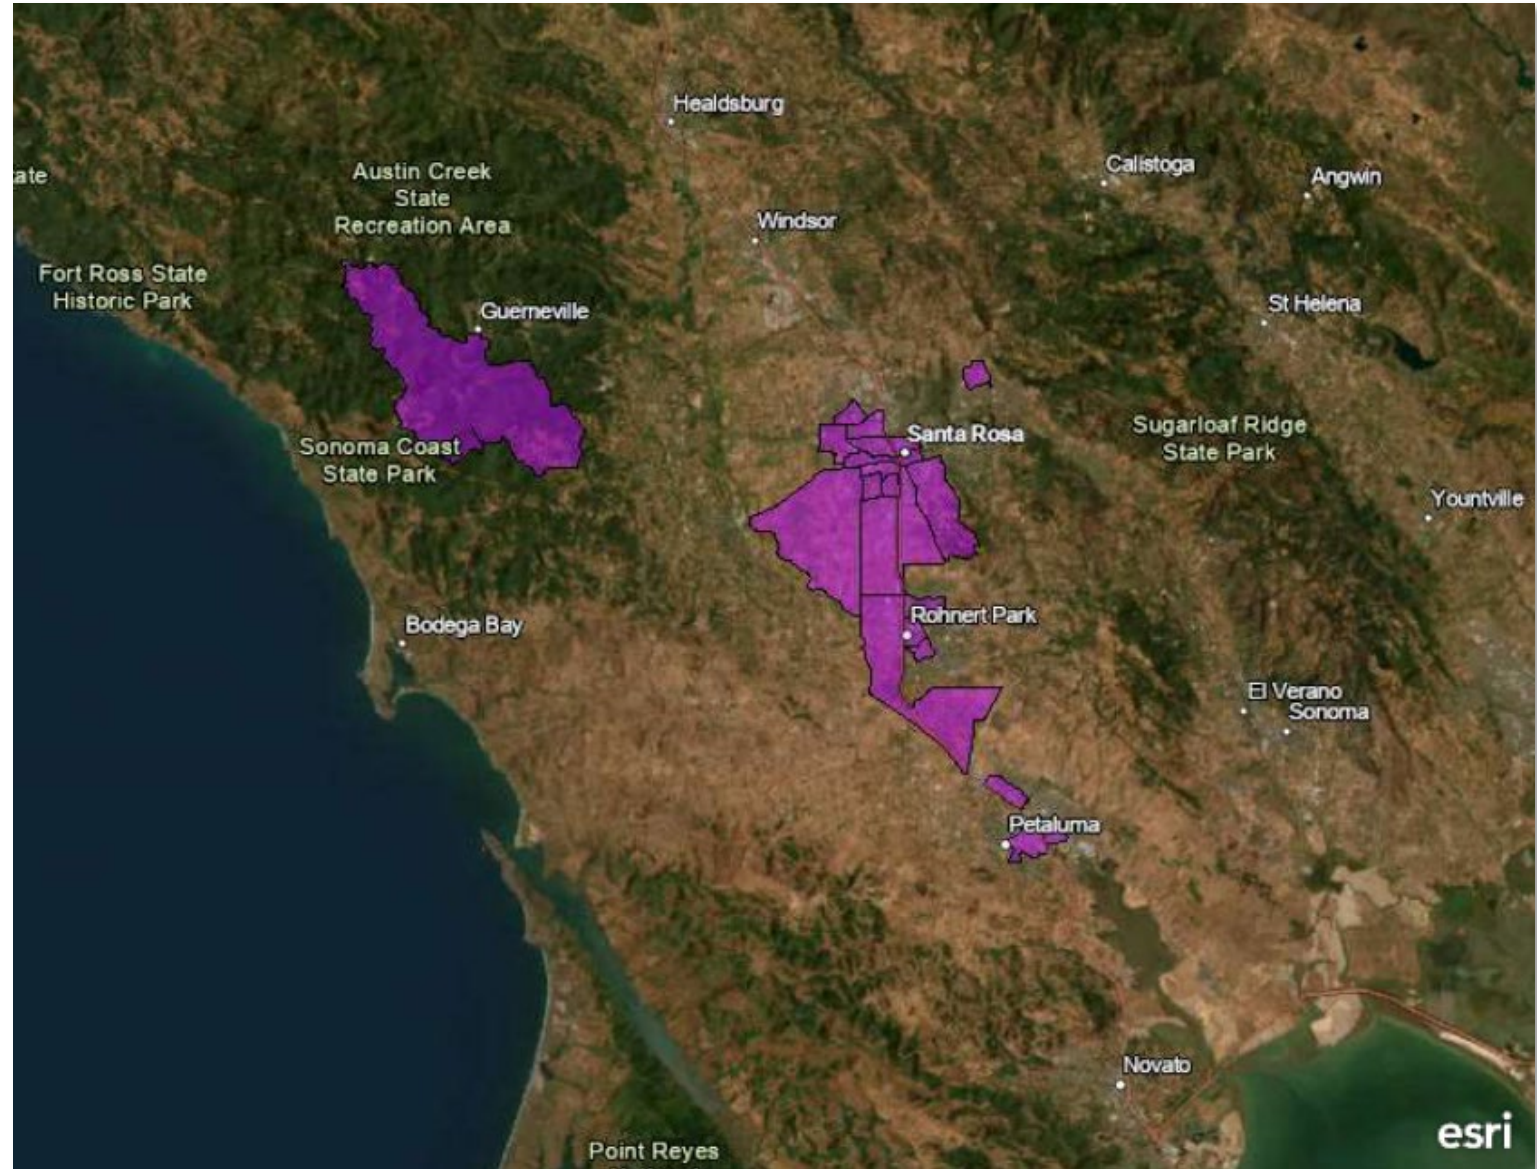 Healdsburg
Calistoga
Angwin
Austin Creek
State
Recreation Area
ate
Windsor
Fort Ross State
Historic Park
Guerneville
St Helena
Sonoma Coast
State Park
Santa Rosa
Sugarloaf Ridge
State Park
Yountville
Bodega Bay
Rohnert Park
El Verano
Sonoma
Petaluma
Novato
Point Reyes
esri